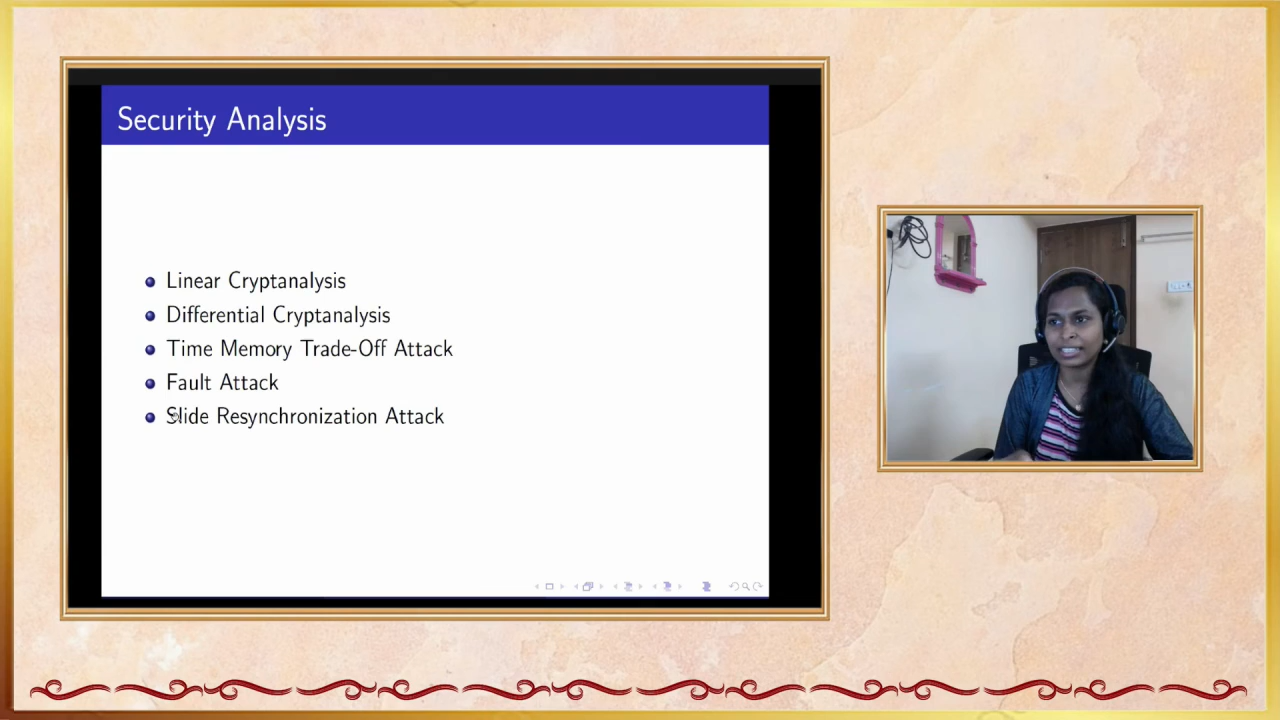 Security Analysis
Linear Cryptanalysis
Differential Cryptanalysis
Time Memory Trade-Off Attack
Fault Attack
Slide Resynchronization Attack